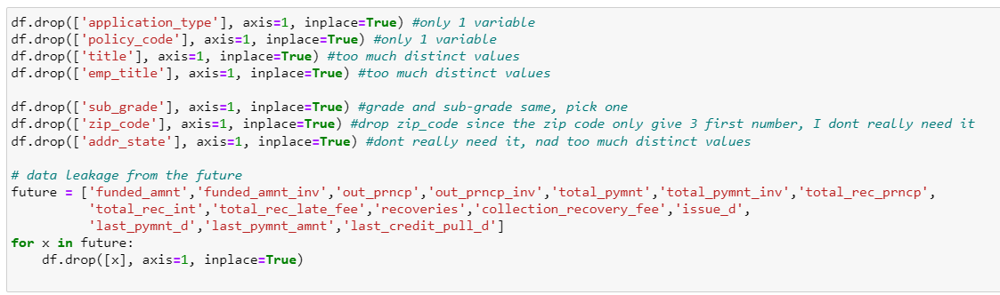 df.drop(['application_type'], axis=1, inplace=True) #only 1 variable
df.drop(['policy_code'], axis=1, inplace=True) #only 1 variable
df.drop(['title'], axis=1, inplace=True) #too much distinct values
df.drop(['emp_title'], axis=1, inplace=True) #too much distinct values
df.drop(['sub_grade'], axis=1, inplace=True) #grade and sub-grade same, pick one
df.drop(['zip_code'], axis=1, inplace=True) #drop zip_code since the zip code only give 3 first number, I dont really need it
df.drop(['addr_state'], axis=1, inplace=True) #dont really need it, nad too much distinct values
# data leakage from the future
future = ['funded_amnt','funded_amnt_inv','out_prncp','out_prncp_inv','total_pymnt','total_pymnt_inv','total_rec_prncp',
'total_rec_int','total_rec_late_fee','recoveries','collection_recovery_fee','issue_d',
'last_pymnt_d','last_pymnt_amnt','last_credit_pull_d']
for x in future:
df.drop([x], axis=1, inplace=True)